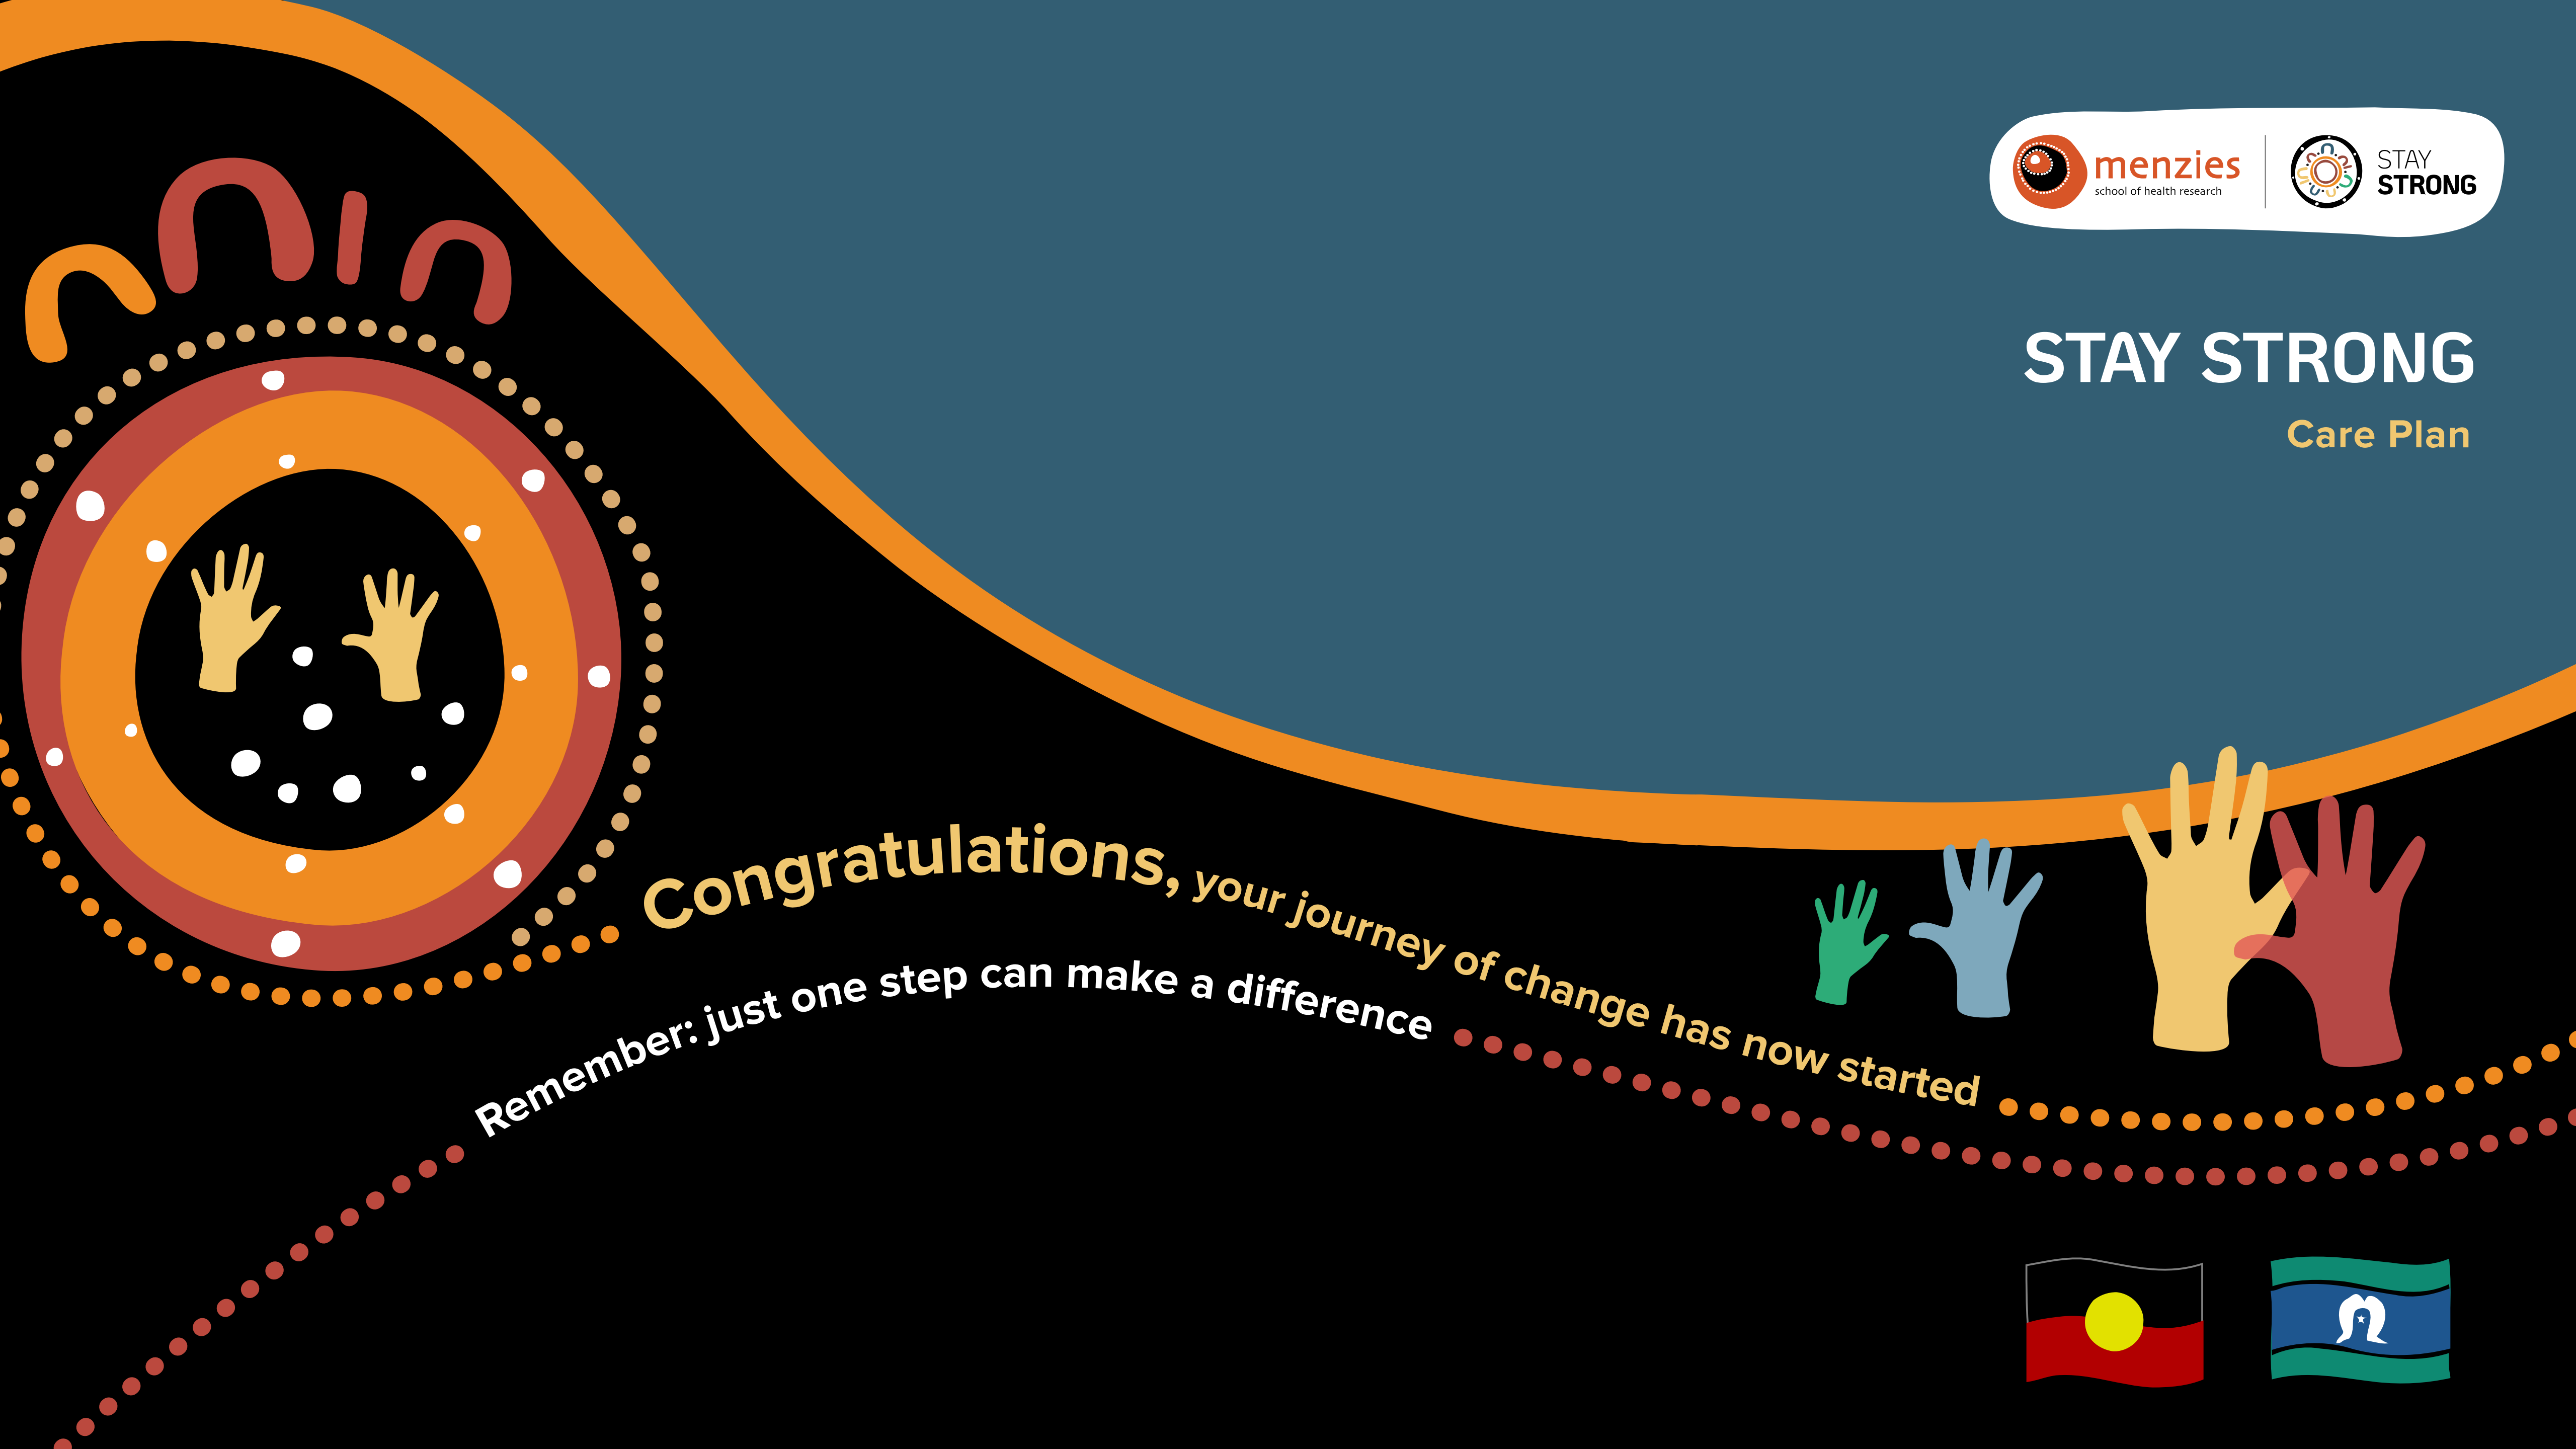 menzies
school of health research
STAY
STRONG
STAY STRONG
Care Plan
Congratulations, your journey of change has now started
Remember: just one step can make a difference